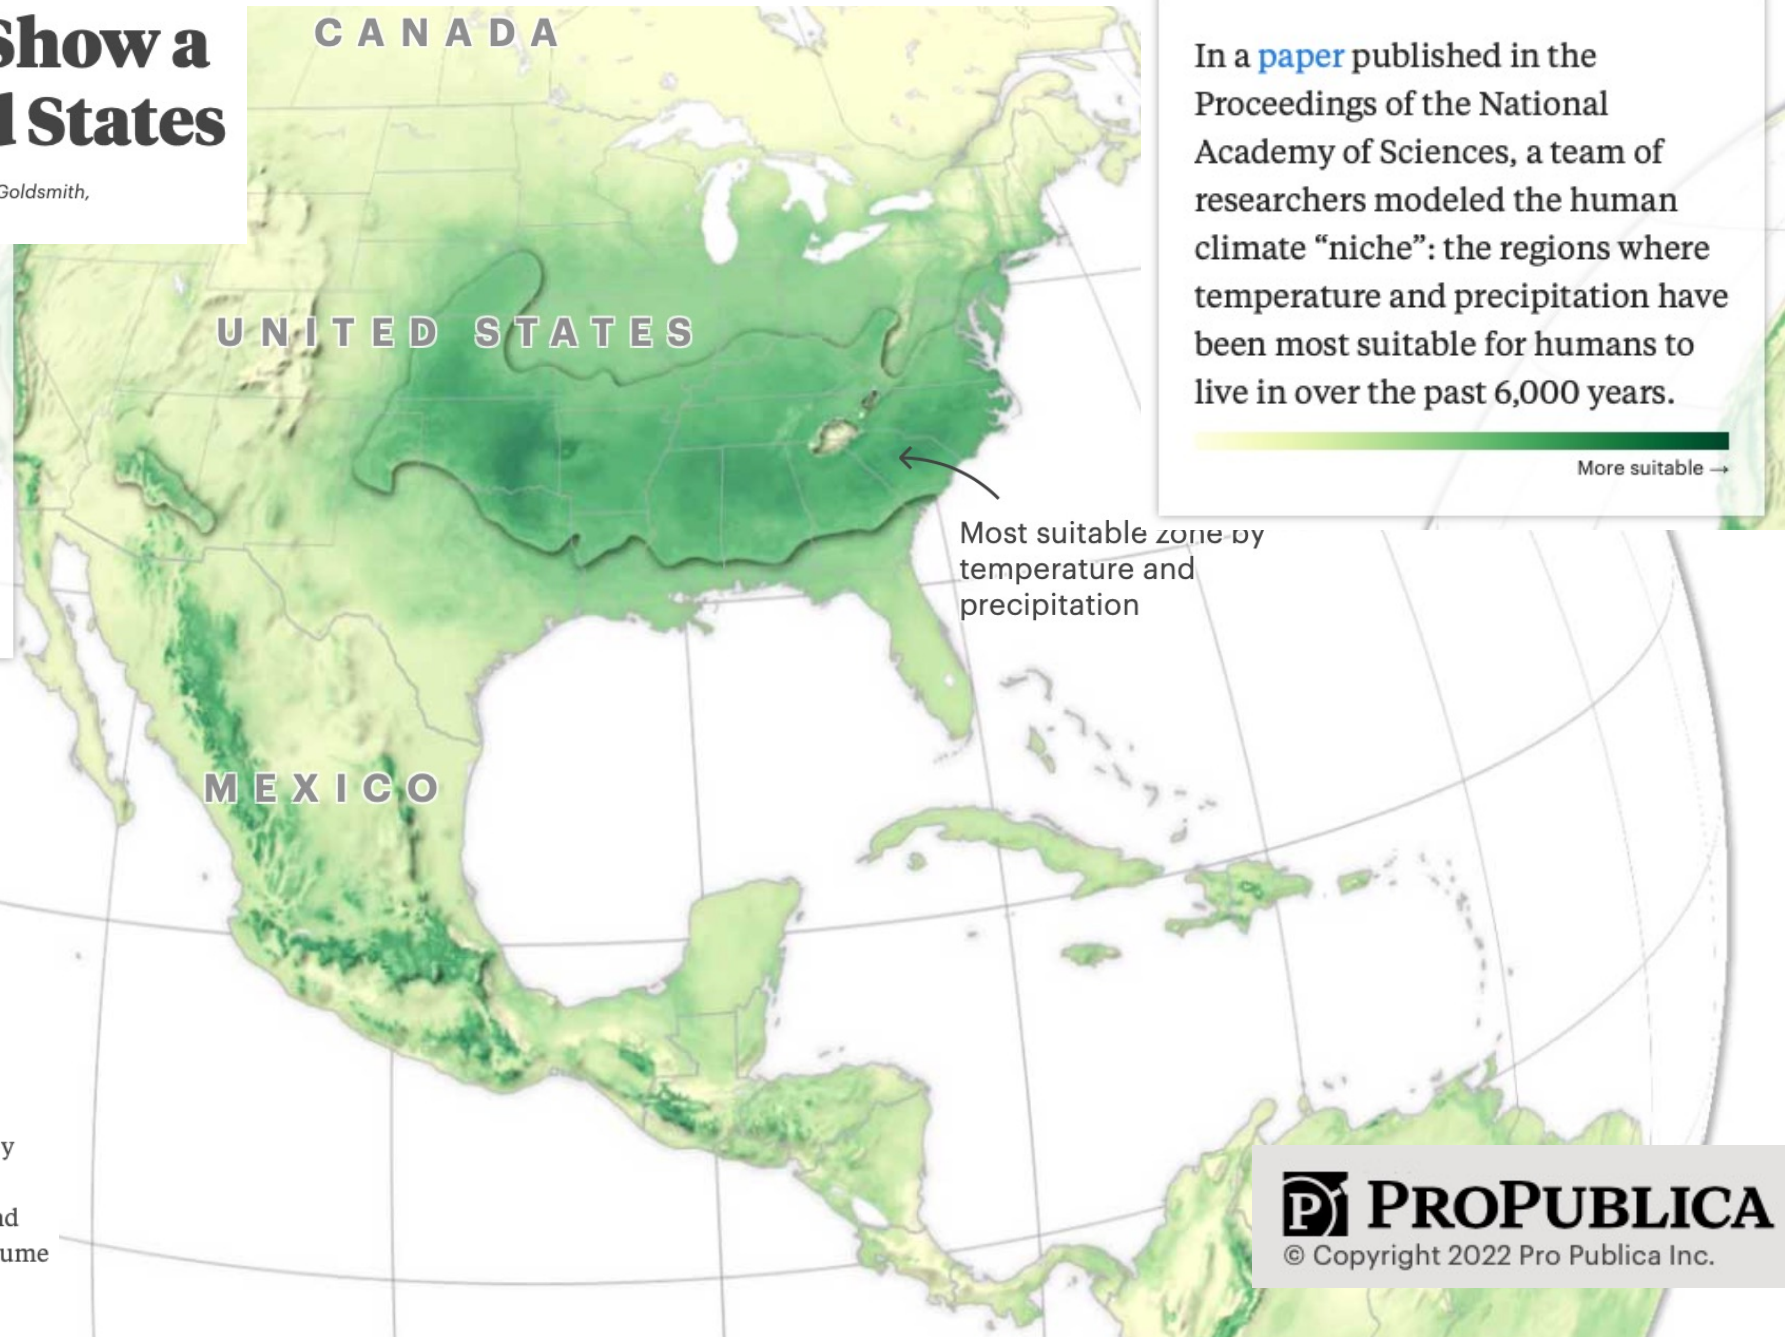 Show a
d States
Goldsmith,
CANADA
In a paper published in the
Proceedings of the National
Academy of Sciences, a team of
researchers modeled the human
climate “niche”: the regions where
temperature and precipitation have
been most suitable for humans to
live in over the past 6,000 years.
More suitable →
UNITED STATES
Most suitable zone by
temperature and
precipitation
MEXICO
y
nd
ume
PROPUBLICA
© Copyright 2022 Pro Publica Inc.